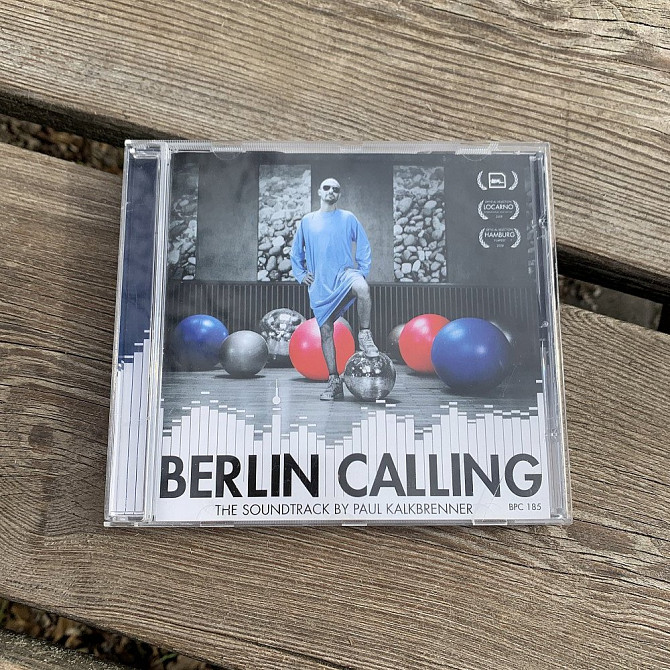 LOCARNO
HAMBURG
BERLIN CALLING
THE SOUNDTRACK BY PAUL KALKBRENNER
BPC 185